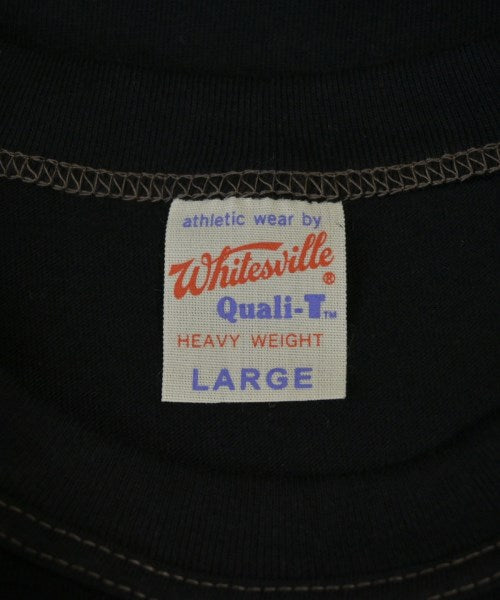 athletic wear by
Whitesville ®
Quali-T™
HEAVY WEIGHT
LARGE